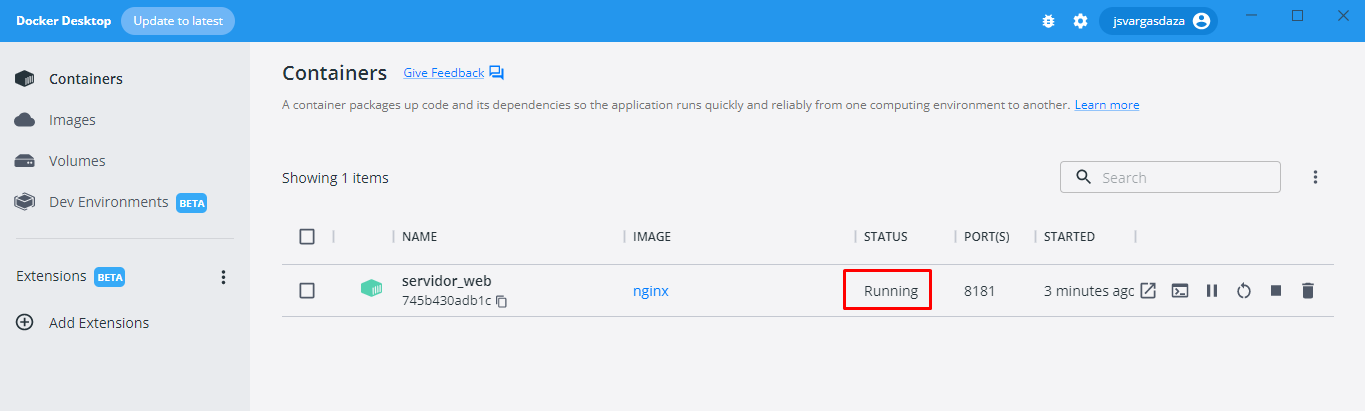 Docker Desktop Update to latest jsvargasdaza
Containers
Images
Volumes
Dev Environments BETA
Extensions BETA
Add Extensions
Containers Give Feedback
A container packages up code and its dependencies so the application runs quickly and reliably from one computing environment to another. Learn more
Showing 1 items Search
NAME IMAGE STATUS PORT(S) STARTED
servidor_web nginx Running 8181 3 minutes agc
745b430adb1c